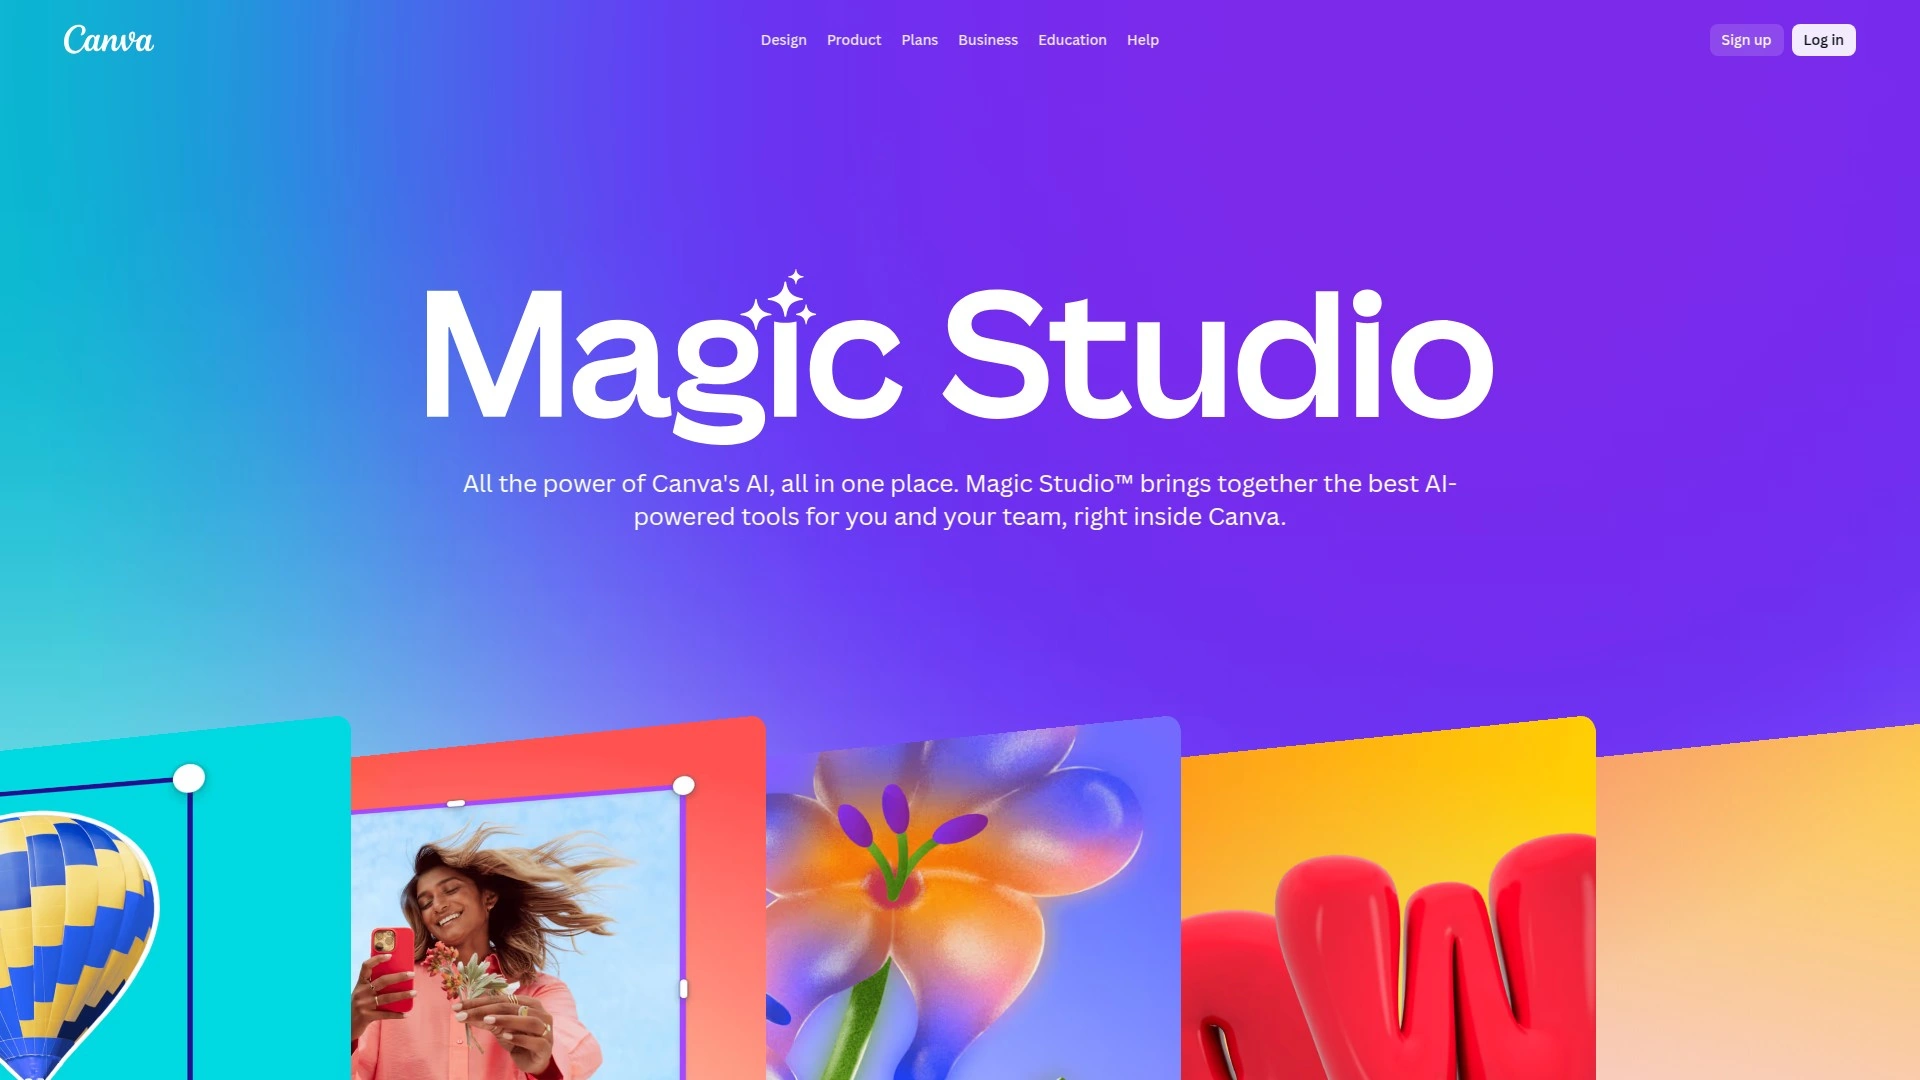 Canva
Design Product Plans Business Education Help
Sign up Log in
Magic Studio
All the power of Canva's AI, all in one place. Magic Studio™ brings together the best AI-
powered tools for you and your team, right inside Canva.
W